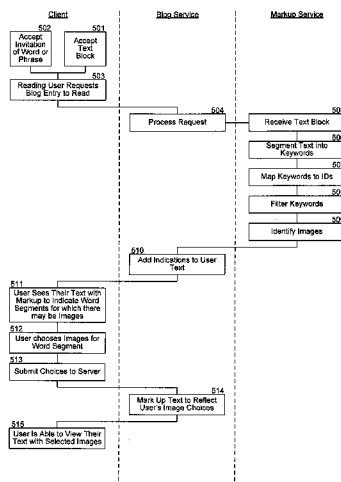 Client
Blog Service
Markup Service
502
501
Accept
Invitation
of Word or
Phrase
Accept
Text
Block
503
Reading User Requests
Blog Entry to Read
504
Process Request
Receive Text Block
Segment Text into
Keywords
Map Keywords to IDs
Filter Keywords
Identify Images
510
Add Indications to User
Text
511
User Sees Their Text with
Markup to Indicate Word
Segments for which there
may be Images
512
User chooses Images for
Word Segment
513
Submit Choices to Server
514
Mark Up Text to Reflect
User's Image Choices
515
User Is Able to View Their
Text with Selected Images